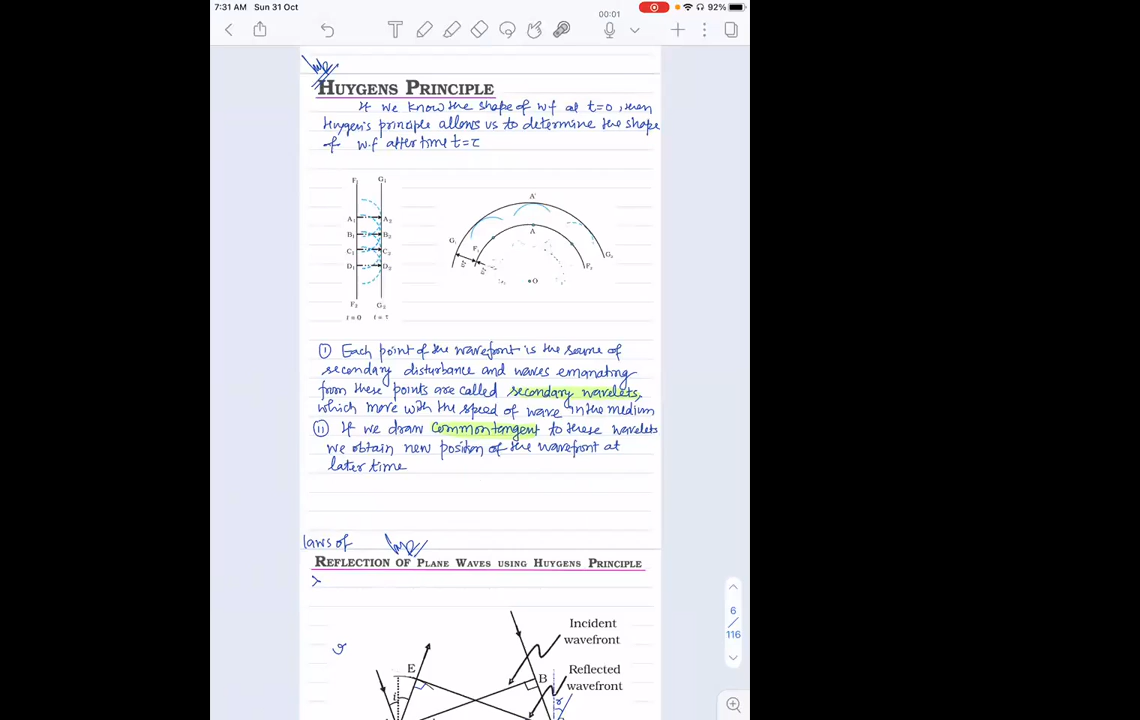 7:31 AM Sun 31 Oct
00:01
92%
Imp
HUYGENS PRINCIPLE
If we know the shape of w.f at t=0, then
Huygen's principle allows us to determine the shape
of w.f after time t=τ
F₁ G₁
A₁ A₂
B₁ B₂
C₁ C₂
D₁ D₂
F₂ G₂
t = 0 t = τ
A'
A
G₁ F₁
G₂
F₂
O
① Each point of the wavefront is the source of
secondary disturbance and waves emanating
from these points are called secondary wavelets,
which move with the speed of wave in the medium
② If we draw common tangent to these wavelets
we obtain new position of the wavefront at
later time
laws of Imp
REFLECTION OF PLANE WAVES USING HUYGENS PRINCIPLE
Incident
wavefront
E
Reflected
wavefront
B
i
6
/
116